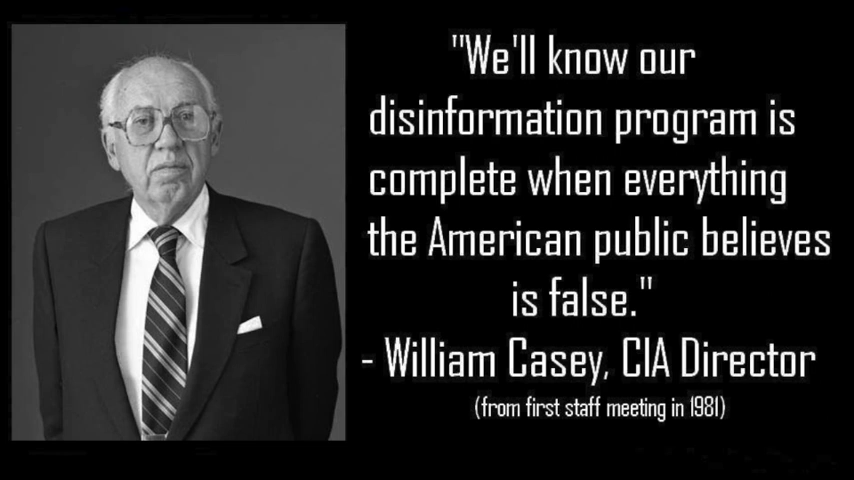 "We'll know our
disinformation program is
complete when everything
the American public believes
is false."
- William Casey, CIA Director
(from first staff meeting in 1981)